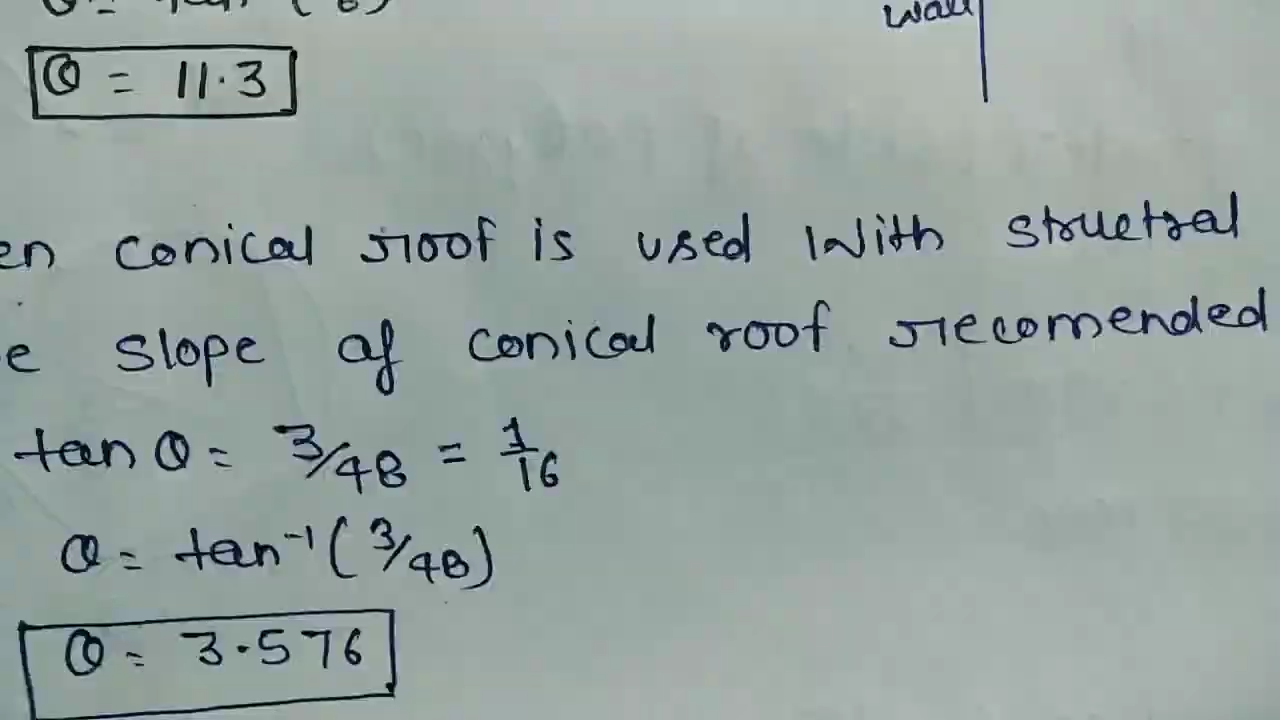 wall
θ = 11.3
en conical roof is used with structral
e slope of conical roof recomended
tan θ = 3/48 = 1/16
θ = tan⁻¹(3/48)
θ = 3.576